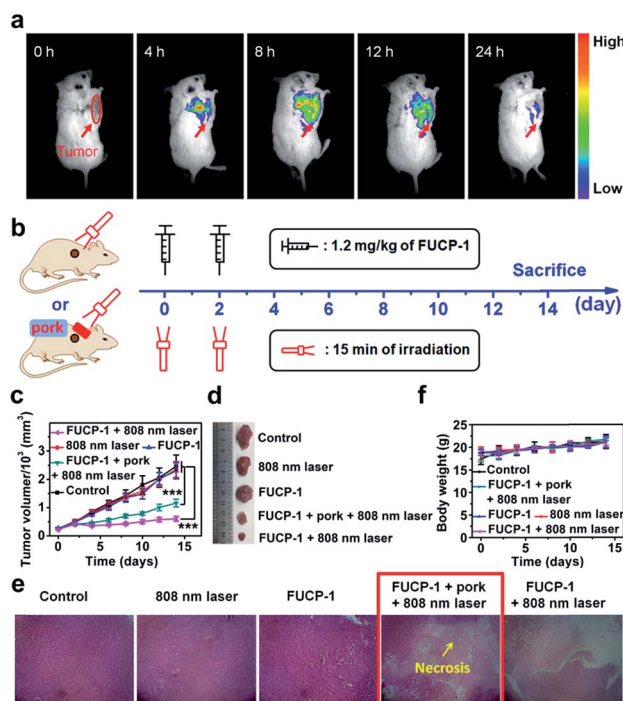 a
0 h
4 h
8 h
12 h
24 h
High
Low
Tumor
b
: 1.2 mg/kg of FUCP-1
Sacrifice
or
pork
0 2 4 6 8 10 12 14 (day)
: 15 min of irradiation
c
FUCP-1 + 808 nm laser
808 nm laser
FUCP-1
FUCP-1 + pork
+ 808 nm laser
Control
***
***
Tumor volumer/10³ (mm³)
3
2
1
0
0 5 10 15
Time (days)
d
Control
808 nm laser
FUCP-1
FUCP-1 + pork + 808 nm laser
FUCP-1 + 808 nm laser
f
Body weight (g)
25
20
15
10
5
0
Control
FUCP-1 + pork
+ 808 nm laser
FUCP-1
808 nm laser
FUCP-1 + 808 nm laser
0 5 10 15
Time (days)
e
Control
808 nm laser
FUCP-1
FUCP-1 + pork
+ 808 nm laser
FUCP-1
+ 808 nm laser
Necrosis